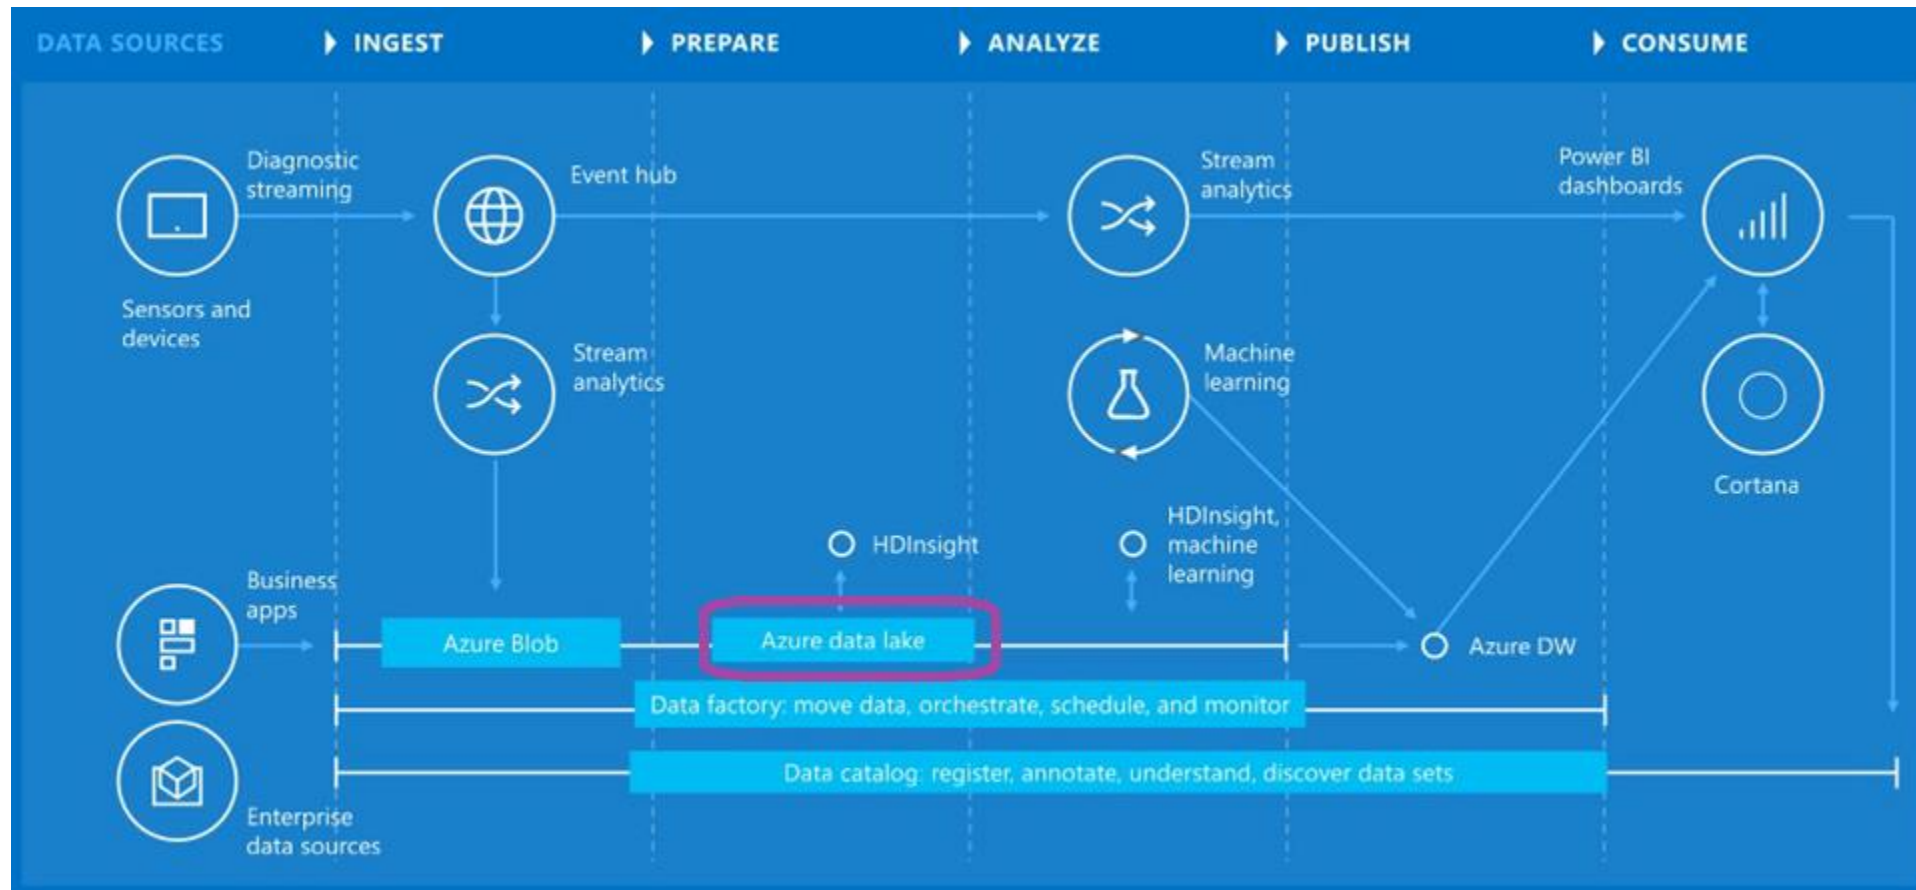 DATA SOURCES
INGEST
PREPARE
ANALYZE
PUBLISH
CONSUME
Diagnostic
streaming
Event hub
Stream
analytics
Power BI
dashboards
Sensors and
devices
Stream
analytics
Machine
learning
Cortana
HDInsight
HDInsight,
machine
learning
Business
apps
Azure Blob
Azure data lake
Azure DW
Data factory: move data, orchestrate, schedule, and monitor
Data catalog: register, annotate, understand, discover data sets
Enterprise
data sources